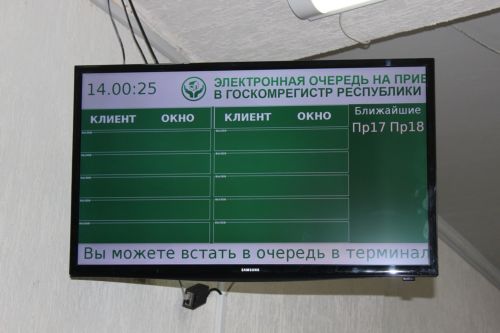 14.00:25
ЭЛЕКТРОННАЯ ОЧЕРЕДЬ НА ПРИЕ
В ГОСКОМРЕГИСТР РЕСПУБЛИКИ
КЛИЕНТ ОКНО КЛИЕНТ ОКНО
Ближайшие
Пр17 Пр18
Вы можете встать в очередь в терминал
SAMSUNG